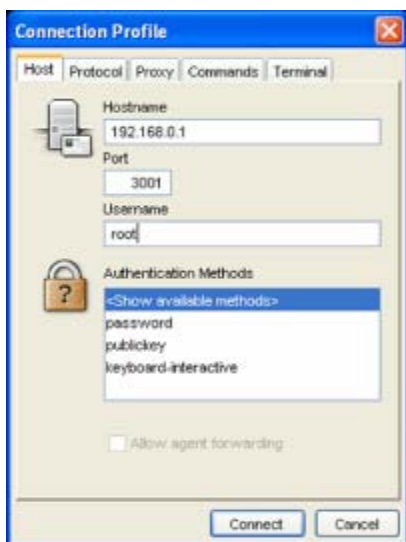 Connection Profile
Host Protocol Proxy Commands Terminal
Hostname
192.168.0.1
Port
3001
Username
root
Authentication Methods
<Show available methods>
password
publickey
keyboard-interactive
Allow agent forwarding
Connect Cancel